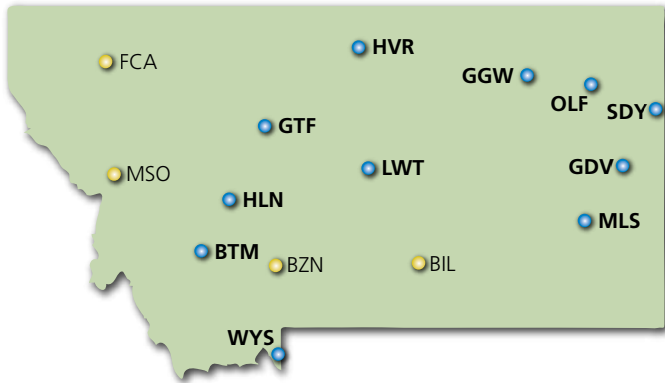 HVR
FCA
GGW
OLF
SDY
GTF
LWT
GDV
MSO
HLN
MLS
BTM
BZN
BIL
WYS